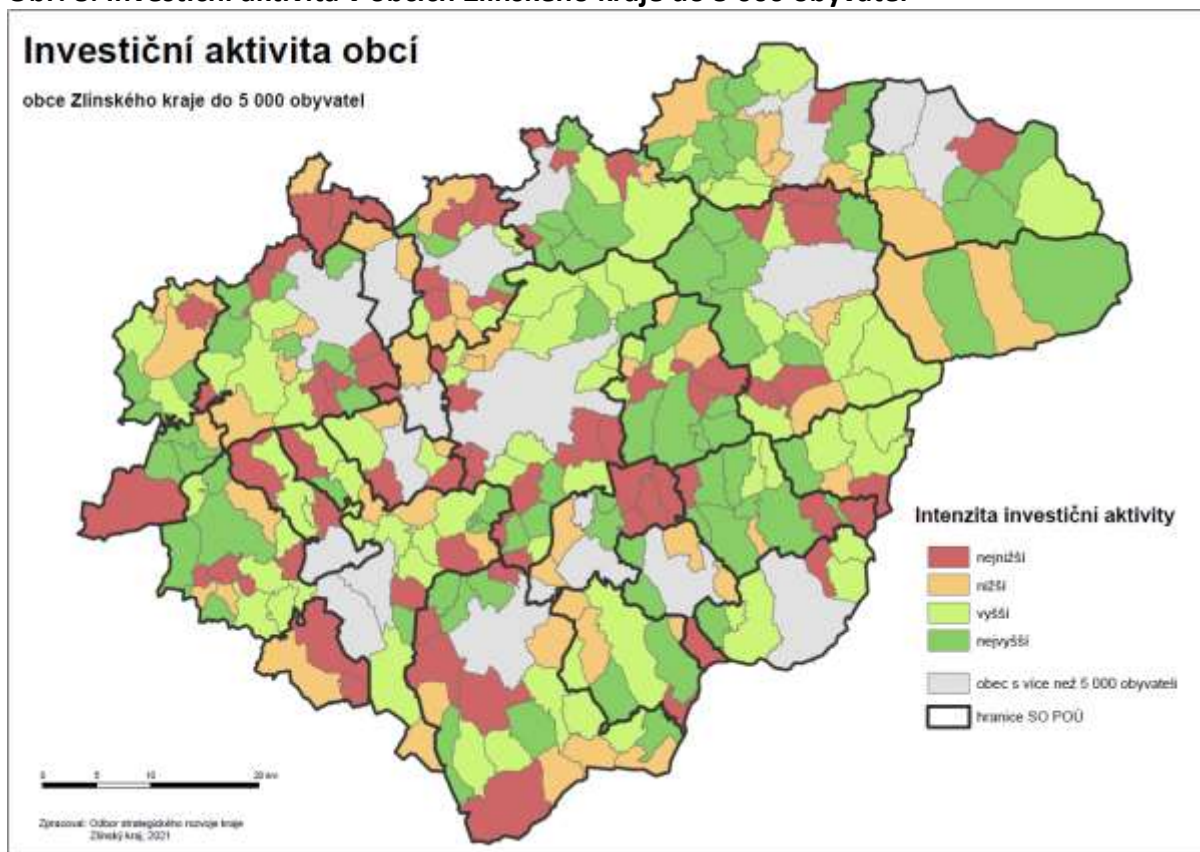 Investiční aktivita obcí
obce Zlínského kraje do 5 000 obyvatel
Intenzita investiční aktivity
nejnižší
nižší
vyšší
nejvyšší
obec s více než 5 000 obyvateli
hranice SO POÚ
0 5 10 20 km
Zpracoval: Odbor strategického rozvoje kraje
Zlínský kraj, 2021